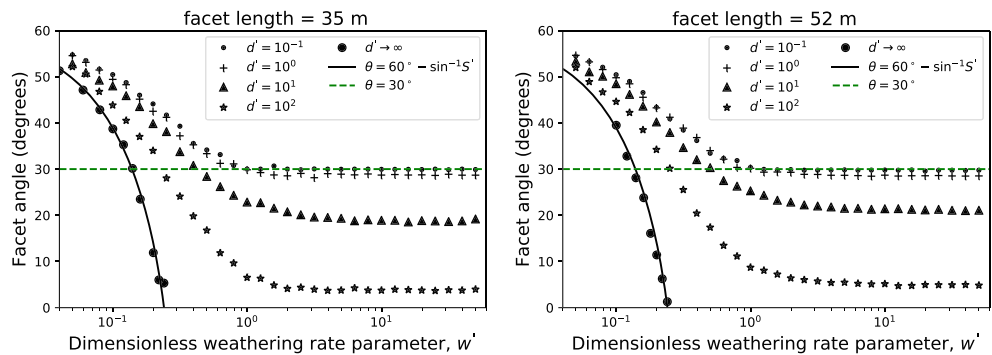 facet length = 35 m
60
50
40
30
20
10
0
Facet angle (degrees)
d' = 10⁻¹
d' = 10⁰
d' = 10¹
d' = 10²
d' → ∞
θ = 60° − sin⁻¹S'
θ = 30°
10⁻¹
10⁰
10¹
Dimensionless weathering rate parameter, w'
facet length = 52 m
60
50
40
30
20
10
0
Facet angle (degrees)
d' = 10⁻¹
d' = 10⁰
d' = 10¹
d' = 10²
d' → ∞
θ = 60° − sin⁻¹S'
θ = 30°
10⁻¹
10⁰
10¹
Dimensionless weathering rate parameter, w'